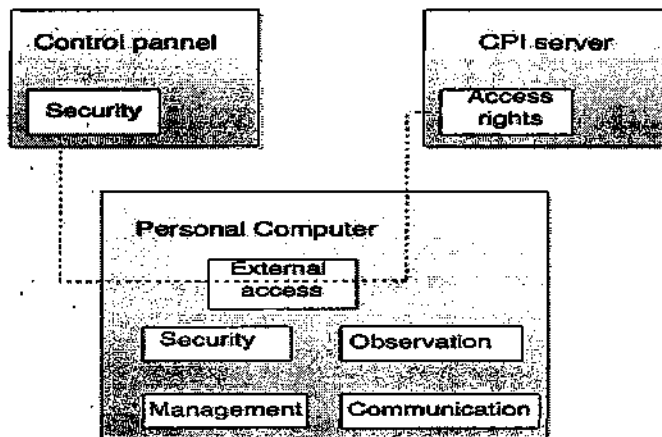 Control pannel
Security
CPI server
Access
rights
Personal Computer
External
access
Security
Observation
Management
Communication